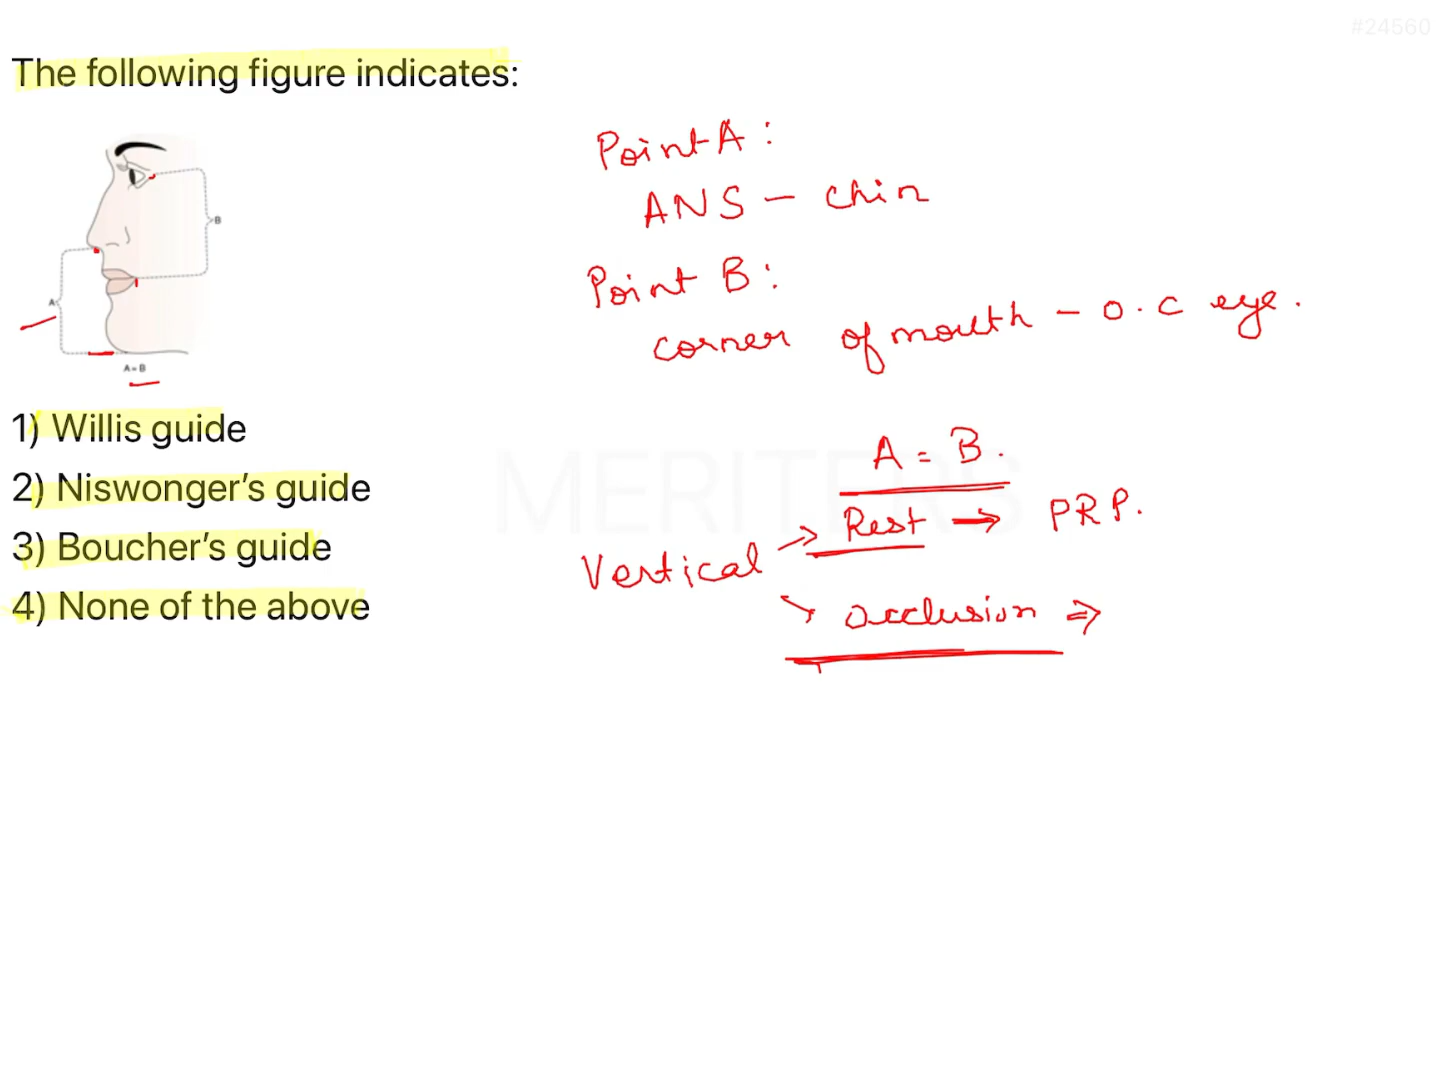 #24560
The following figure indicates:
B
A
A=B
1) Willis guide
2) Niswonger's guide
3) Boucher's guide
4) None of the above
Point A :
ANS - chin
Point B :
corner of mouth - O.C eye.
A = B.
Vertical → Rest → PRP.
→ occlusion ⇒
MERITERS